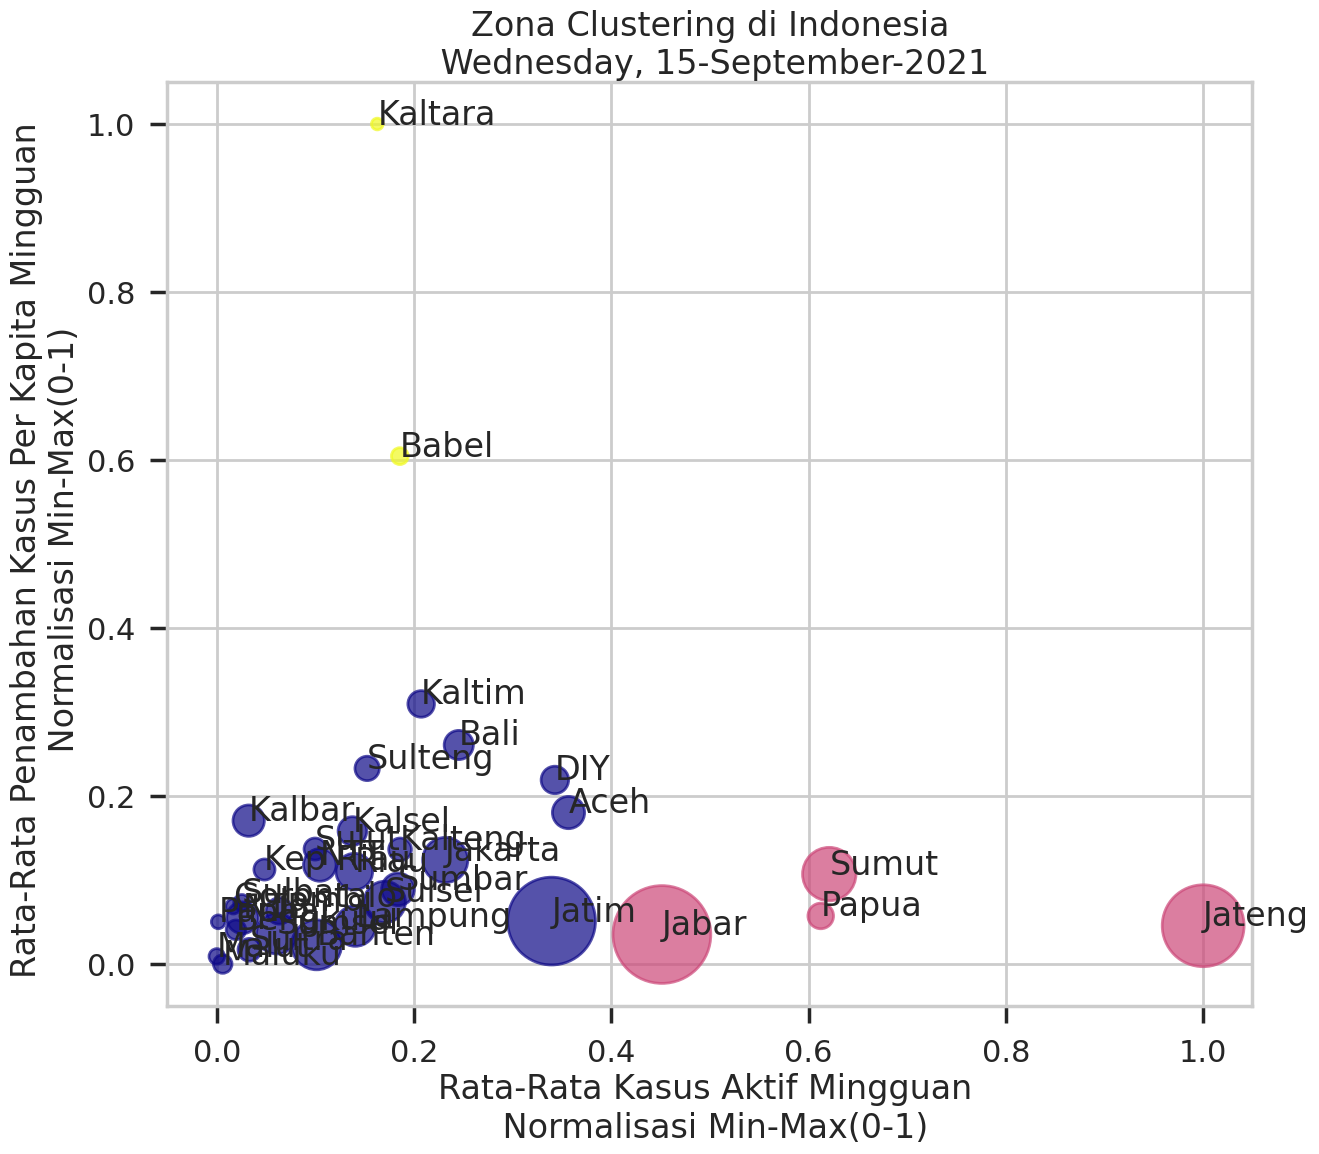 Zona Clustering di Indonesia
Wednesday, 15-September-2021
Rata-Rata Penambahan Kasus Per Kapita Mingguan
Normalisasi Min-Max(0-1)
1.0
0.8
0.6
0.4
0.2
0.0
Kaltara
Babel
Kaltim
Bali
Sulteng
DIY
Aceh
Kalbar
Kalsel
Sulut
Kalteng
Jakarta
Kep Riau
Sumut
Sumbar
Sulbar
Sulsel
Papua
Jatim
Jabar
Jateng
Lampung
Banten
Maluku
0.0
0.2
0.4
0.6
0.8
1.0
Rata-Rata Kasus Aktif Mingguan
Normalisasi Min-Max(0-1)